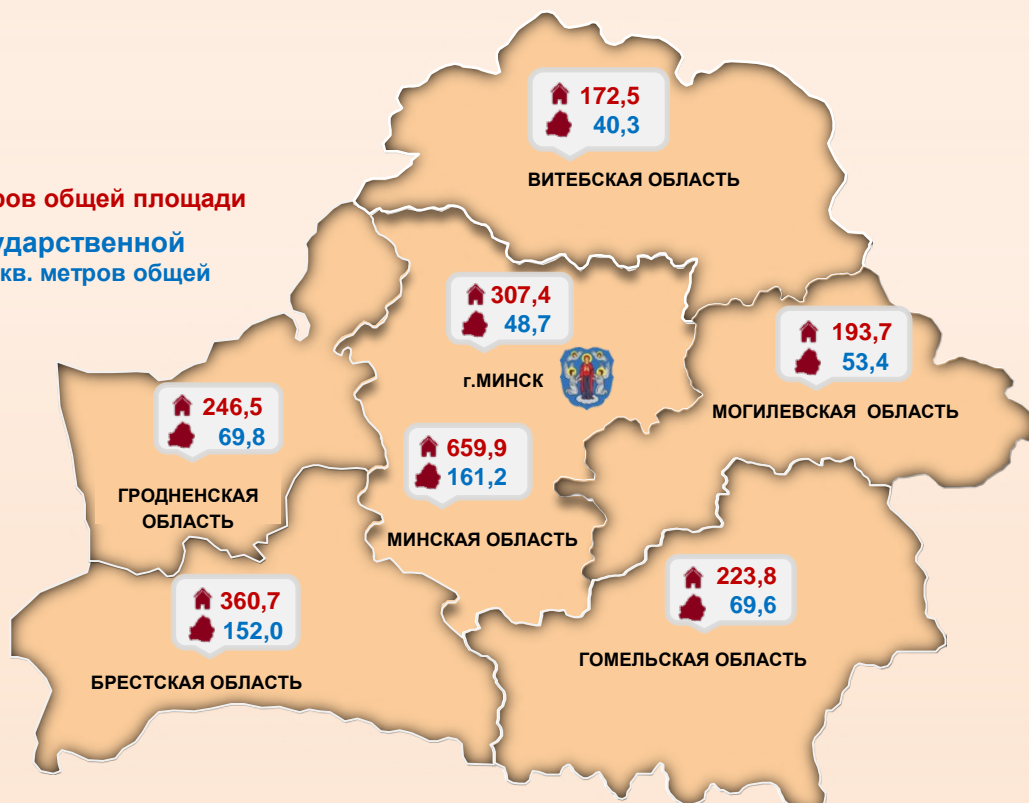 172,5
40,3
ВИТЕБСКАЯ ОБЛАСТЬ
ров общей площади
ударственной
кв. метров общей
307,4
48,7
г.МИНСК
193,7
53,4
МОГИЛЕВСКАЯ ОБЛАСТЬ
246,5
69,8
ГРОДНЕНСКАЯ
ОБЛАСТЬ
659,9
161,2
МИНСКАЯ ОБЛАСТЬ
360,7
152,0
БРЕСТСКАЯ ОБЛАСТЬ
223,8
69,6
ГОМЕЛЬСКАЯ ОБЛАСТЬ